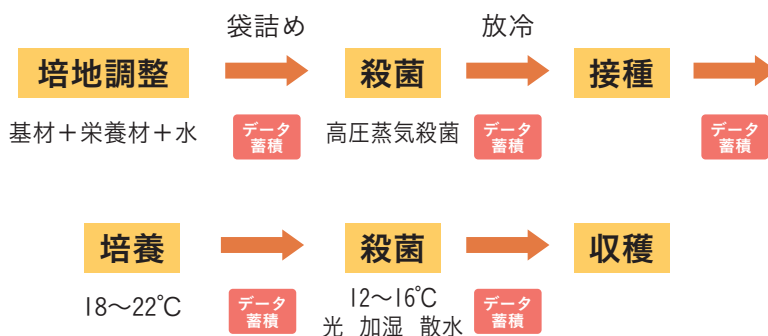 袋詰め
放冷
培地調整
殺菌
接種
基材＋栄養材＋水
データ
蓄積
高圧蒸気殺菌
データ
蓄積
データ
蓄積
培養
殺菌
収穫
18〜22℃
データ
蓄積
12〜16℃
光 加湿 散水
データ
蓄積